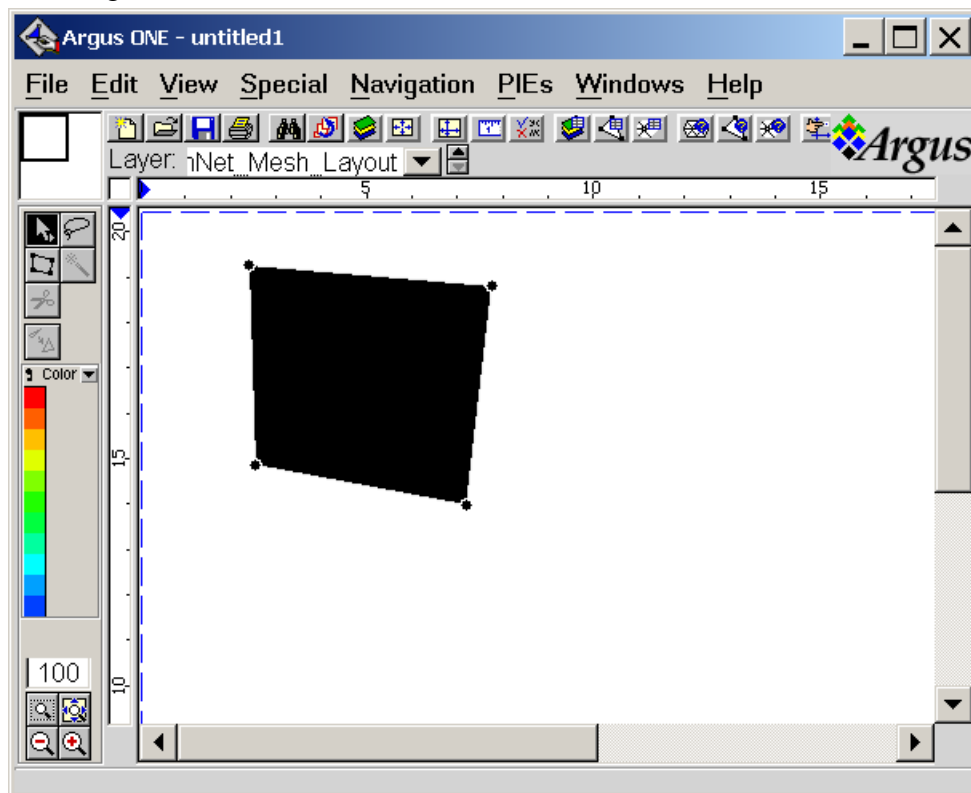 Argus ONE - untitled1
File Edit View Special Navigation PIEs Windows Help
Layer: nNet_Mesh_Layout
Argus
5 10 15
20
Color
15
10
100